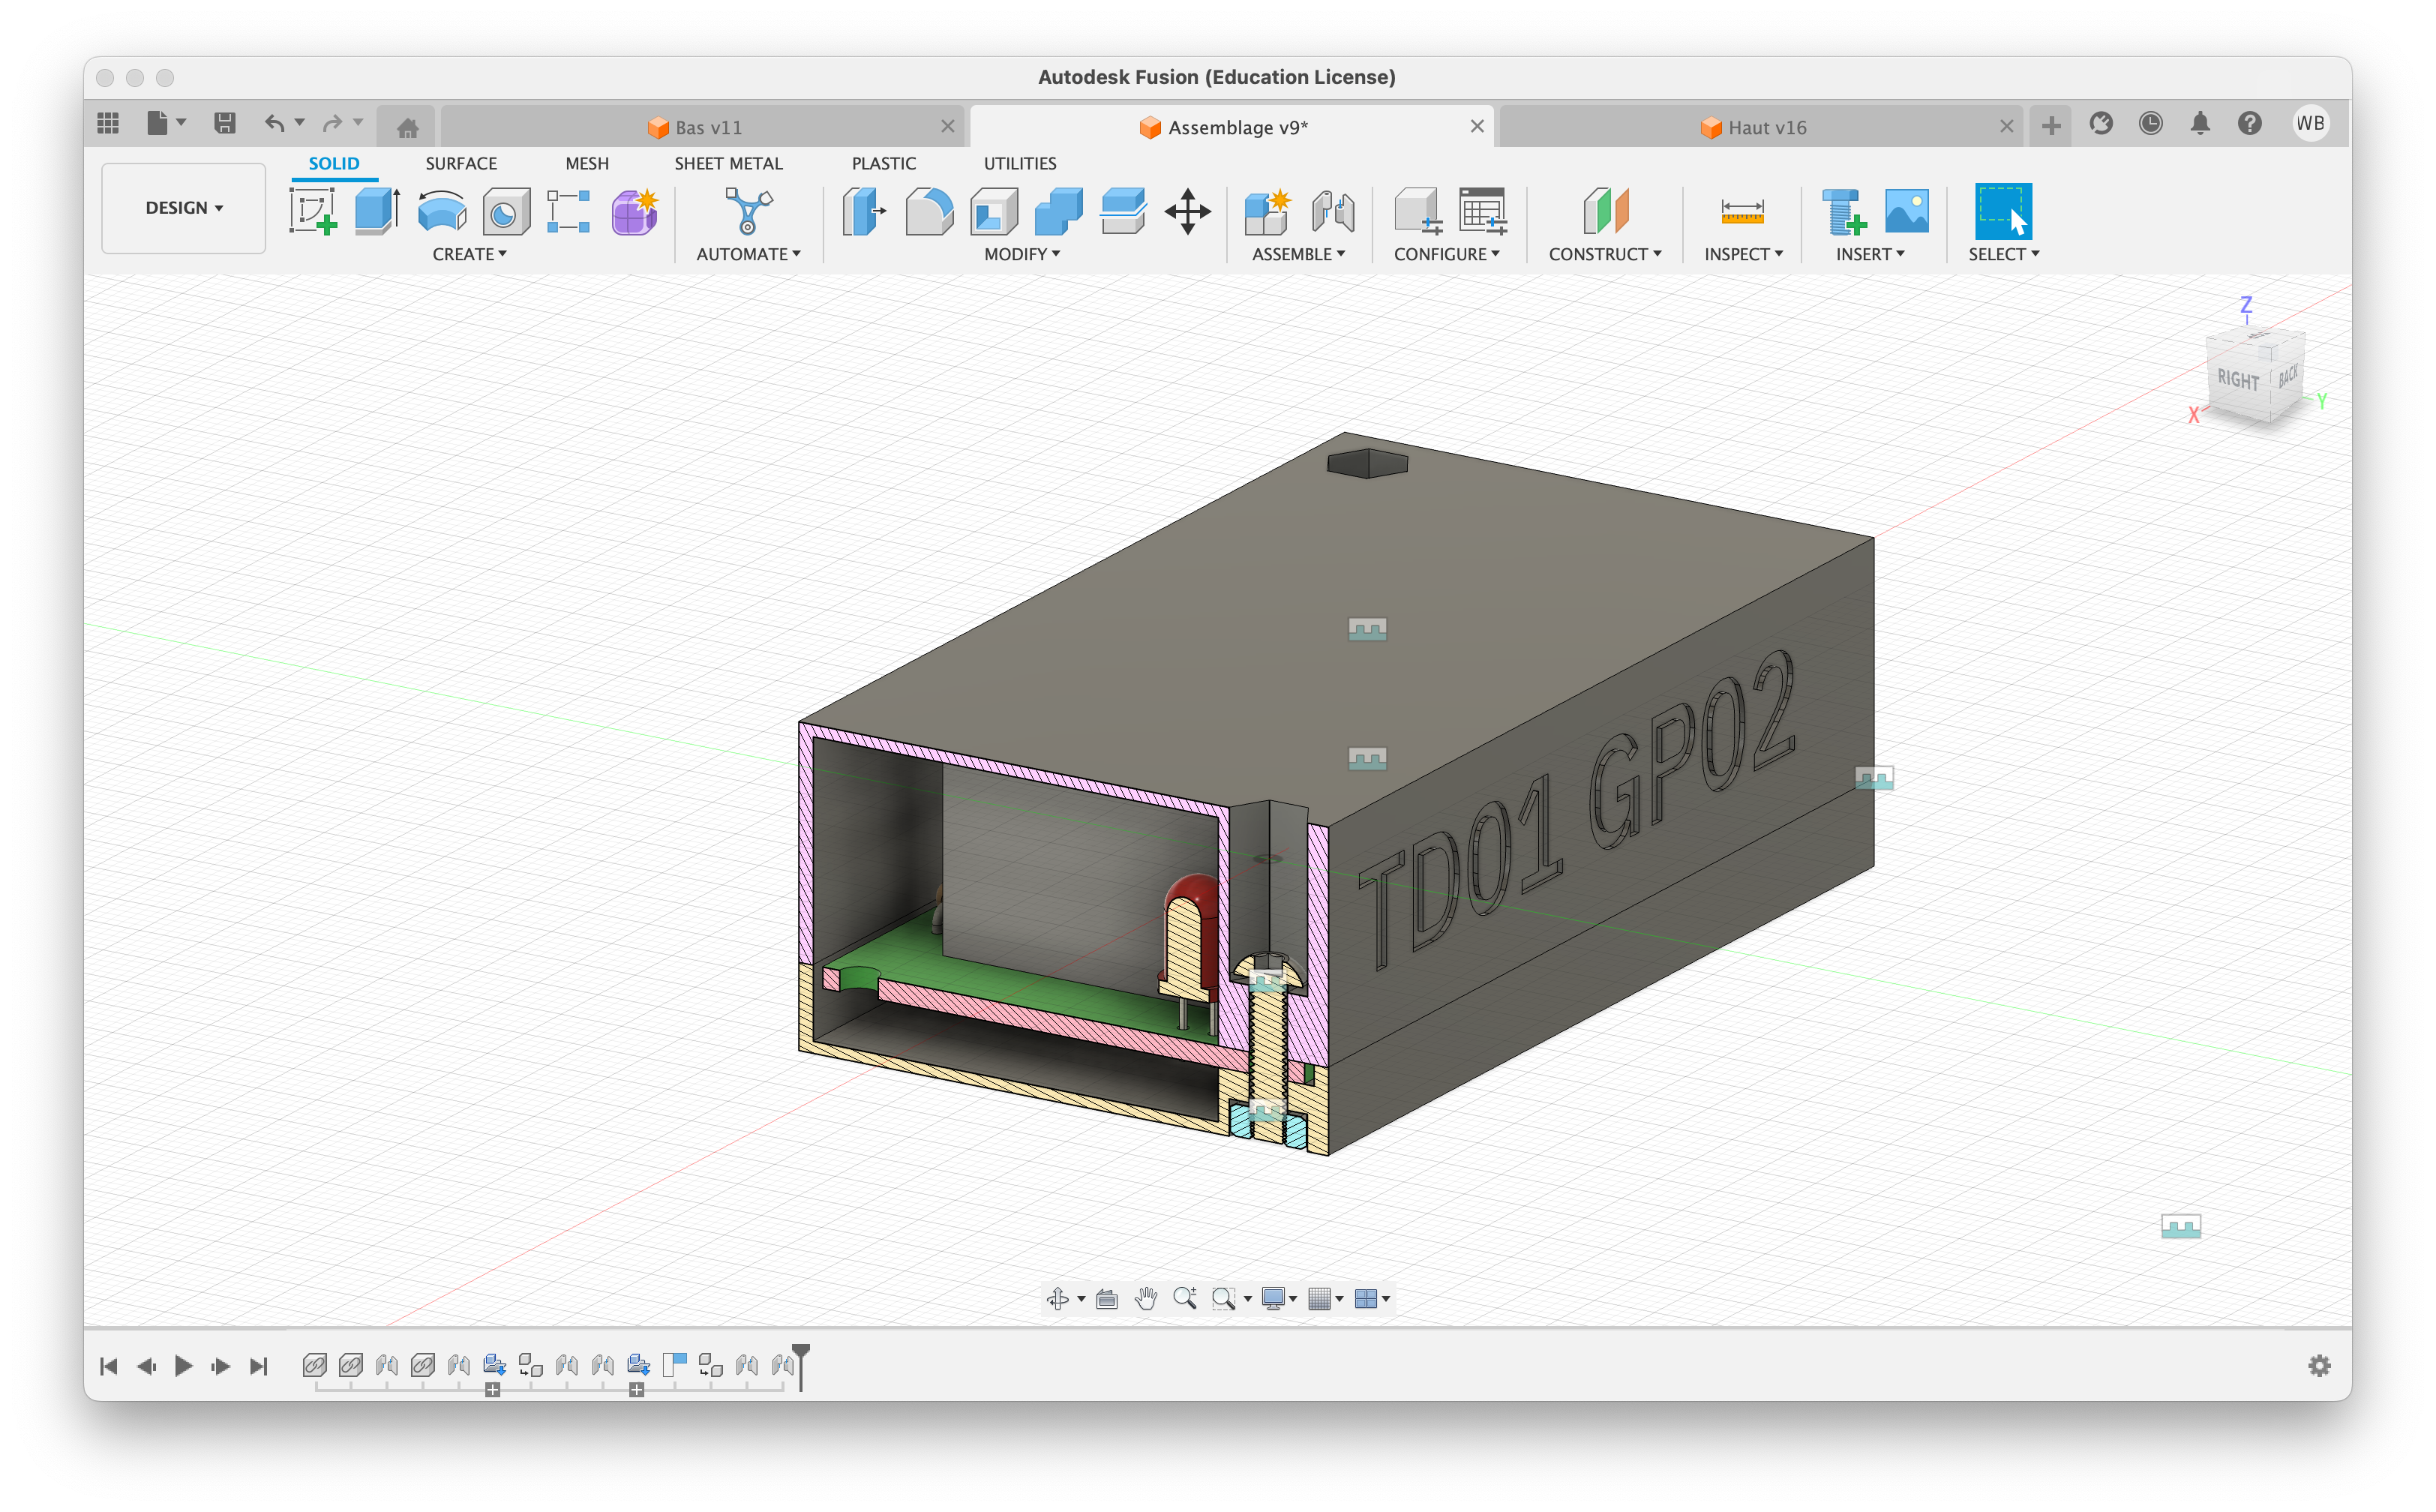 Autodesk Fusion (Education License)
Bas v11
Assemblage v9*
Haut v16
WB
DESIGN
SOLID
SURFACE
MESH
SHEET METAL
PLASTIC
UTILITIES
CREATE
AUTOMATE
MODIFY
ASSEMBLE
CONFIGURE
CONSTRUCT
INSPECT
INSERT
SELECT
Z
RIGHT
BACK
X
Y
TD01 GP02